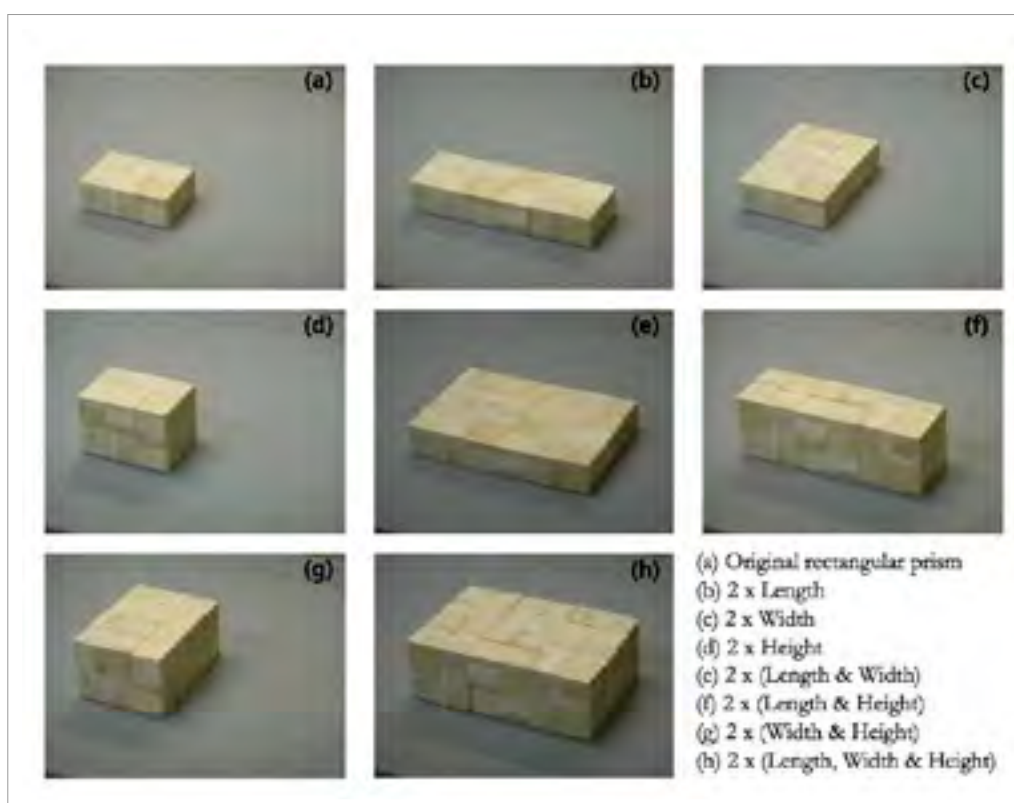 (a)
(b)
(c)
(d)
(e)
(f)
(g)
(h)
(a) Original rectangular prism
(b) 2 x Length
(c) 2 x Width
(d) 2 x Height
(e) 2 x (Length & Width)
(f) 2 x (Length & Height)
(g) 2 x (Width & Height)
(h) 2 x (Length, Width & Height)